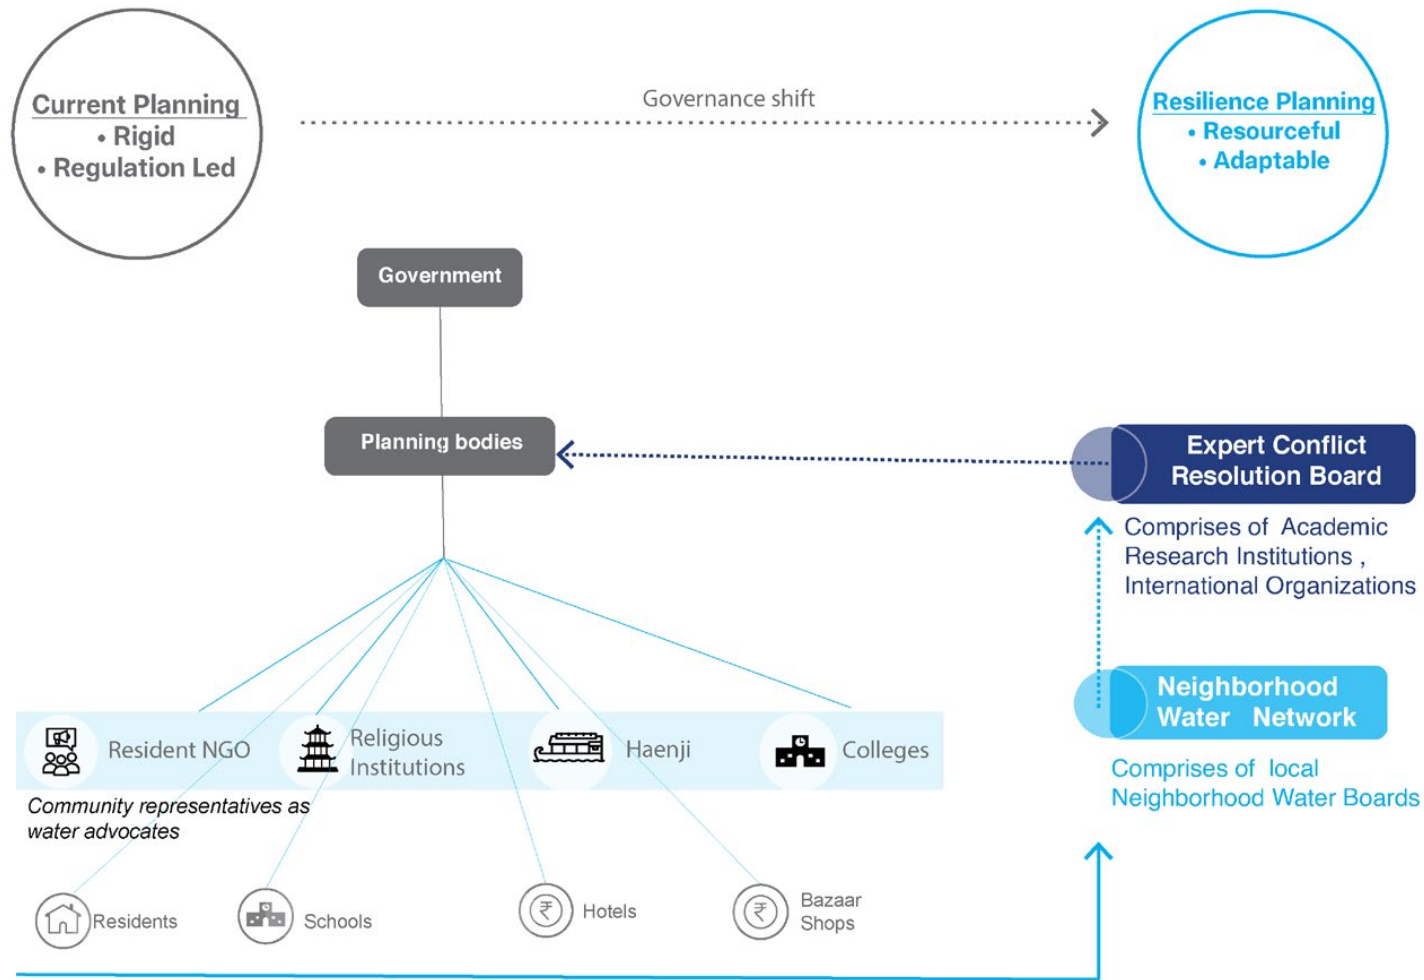 Current Planning
• Rigid
• Regulation Led
Governance shift
Resilience Planning
• Resourceful
• Adaptable
Government
Planning bodies
Expert Conflict
Resolution Board
Comprises of Academic
Research Institutions ,
International Organizations
Neighborhood
Water Network
Comprises of local
Neighborhood Water Boards
Resident NGO
Religious
Institutions
Haenji
Colleges
Community representatives as
water advocates
Residents
Schools
₹
Hotels
₹
Bazaar
Shops